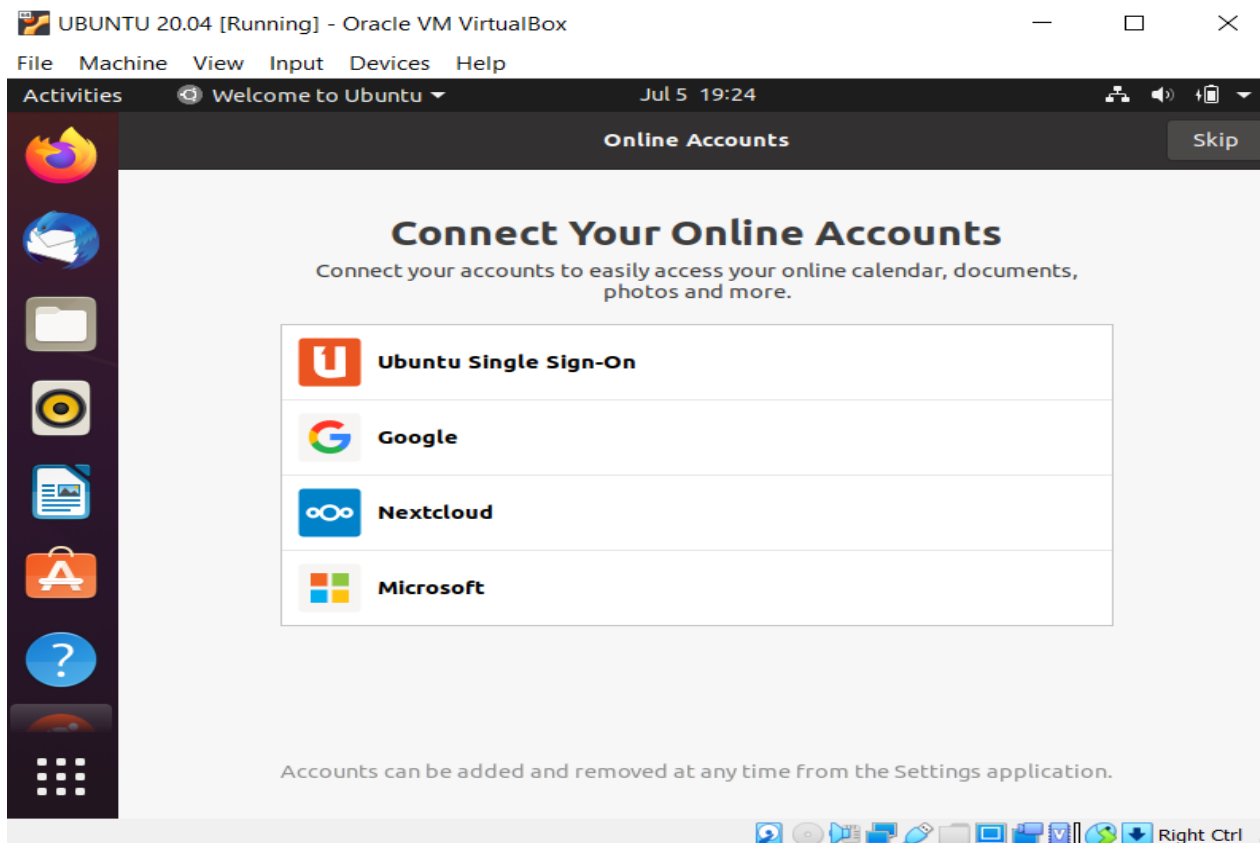 UBUNTU 20.04 [Running] - Oracle VM VirtualBox
File Machine View Input Devices Help
Activities Welcome to Ubuntu Jul 5 19:24
Online Accounts Skip
Connect Your Online Accounts
Connect your accounts to easily access your online calendar, documents,
photos and more.
Ubuntu Single Sign-On
Google
Nextcloud
Microsoft
Accounts can be added and removed at any time from the Settings application.
Right Ctrl